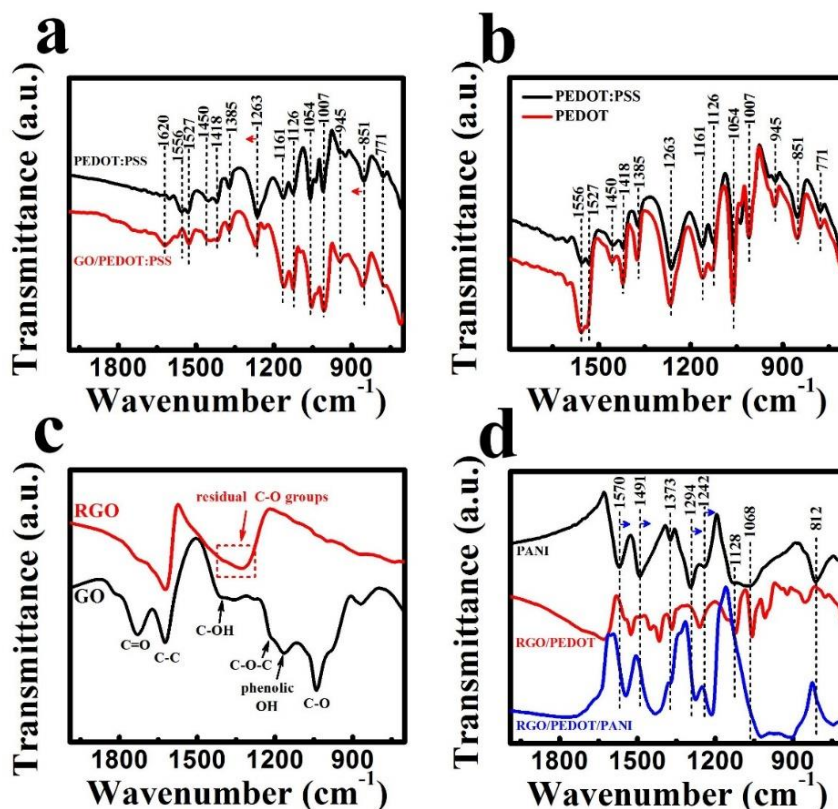 a
Transmittance (a.u.)
1620
1556
1527
1450
1418
1385
1263
1161
1126
1054
1007
945
851
771
PEDOT:PSS
GO/PEDOT:PSS
1800 1500 1200 900
Wavenumber (cm-1)
b
Transmittance (a.u.)
PEDOT:PSS
PEDOT
1556
1527
1450
1418
1385
1263
1161
1126
1054
1007
945
851
771
1500 1200 900
Wavenumber (cm-1)
c
Transmittance (a.u.)
RGO
residual C-O groups
GO
C=O
C-C
C-OH
C-O-C
phenolic
OH
C-O
1800 1500 1200 900
Wavenumber (cm-1)
d
Transmittance (a.u.)
1570
1491
1373
1294
1242
1128
1068
812
PANI
RGO/PEDOT
RGO/PEDOT/PANI
1800 1500 1200 900
Wavenumber (cm-1)